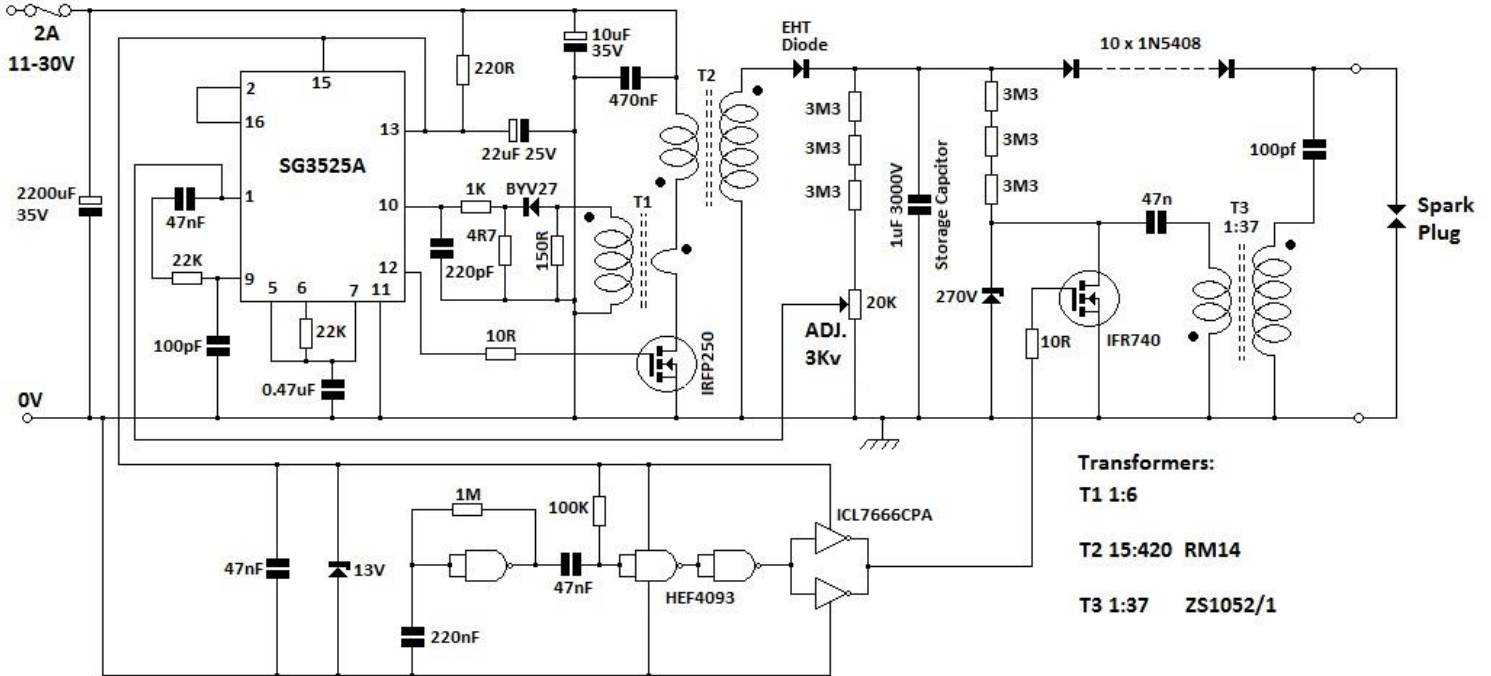 2A
11-30V
2200uF
35V
2
16
15
13
SG3525A
1
10
9
12
5
6
7
11
47nF
22K
100pF
22K
0.47uF
0V
220R
10uF
35V
470nF
22uF 25V
1K
BYV27
4R7
220pF
150R
T1
10R
IRFP250
T2
EHT
Diode
3M3
3M3
3M3
20K
ADJ.
3Kv
1uF 3000V
Storage Capcitor
10 x 1N5408
3M3
3M3
3M3
270V
47n
10R
IFR740
T3
1:37
100pf
Spark
Plug
47nF
13V
1M
220nF
47nF
100K
HEF4093
ICL7666CPA
Transformers:
T1 1:6
T2 15:420 RM14
T3 1:37 ZS1052/1